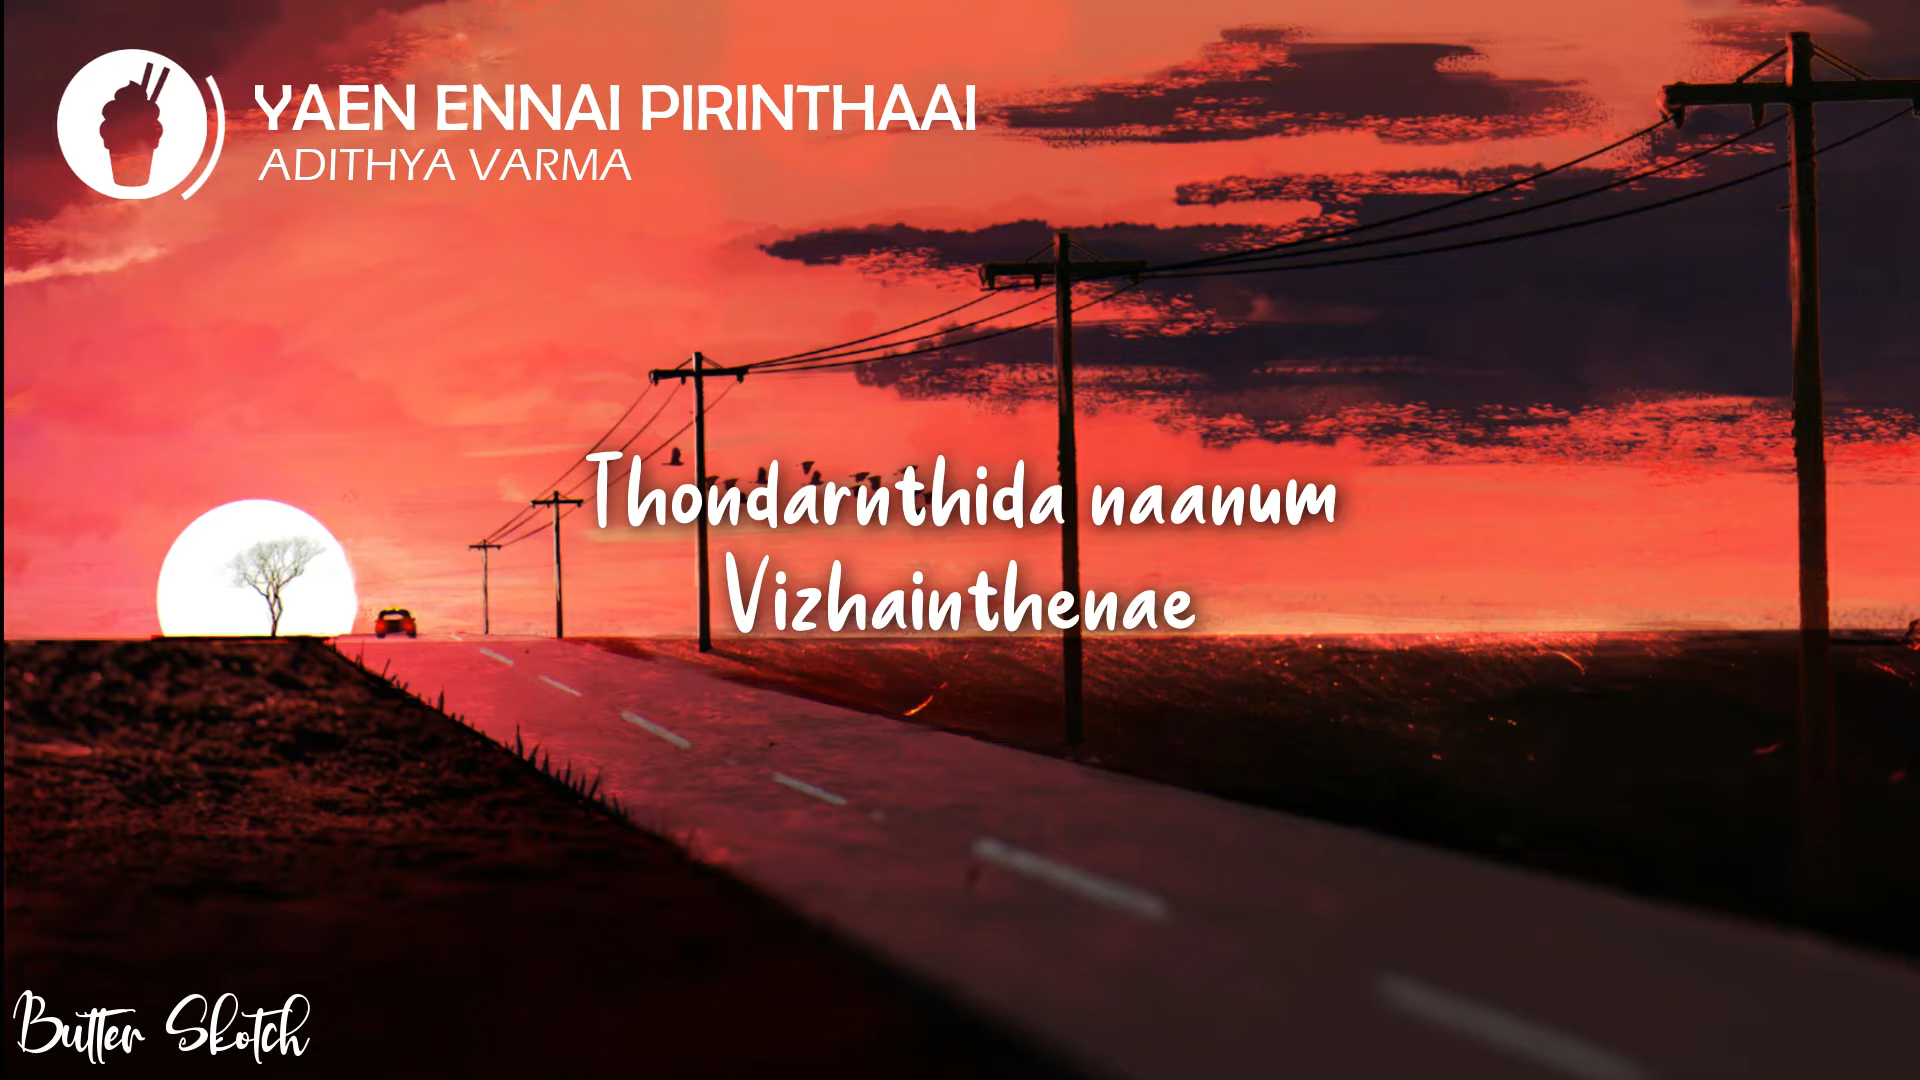 YAEN ENNAI PIRINTHAAI
ADITHYA VARMA
Thondarnthida naanum
Vizhainthenae
Butter Skotch